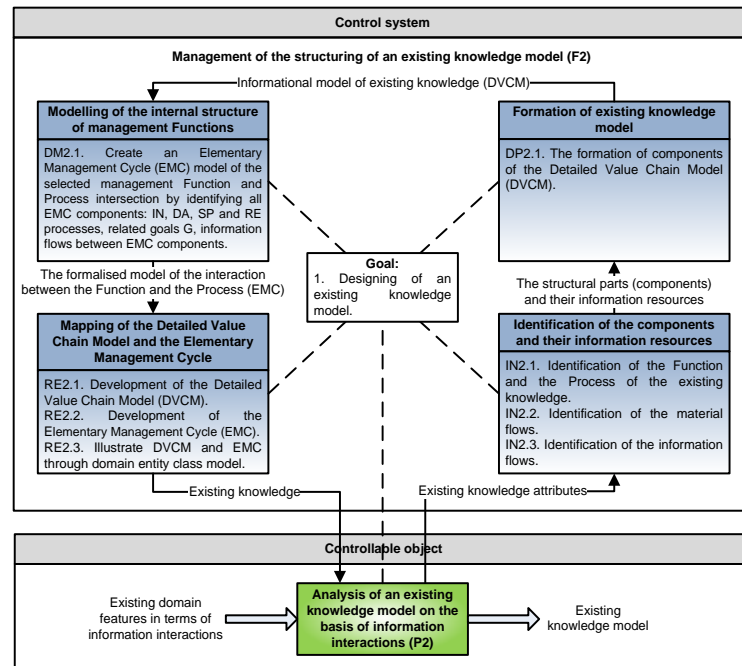 Control system
Management of the structuring of an existing knowledge model (F2)
Informational model of existing knowledge (DVCM)
Modelling of the internal structure
of management Functions
DM2.1. Create an Elementary
Management Cycle (EMC) model of the
selected management Function and
Process intersection by identifying all
EMC components: IN, DA, SP and RE
processes, related goals G, information
flows between EMC components.
Formation of existing knowledge
model
DP2.1. The formation of components
of the Detailed Value Chain Model
(DVCM).
Goal:
1. Designing of an
existing knowledge
model.
The formalised model of the interaction
between the Function and the Process (EMC)
The structural parts (components)
and their information resources
Mapping of the Detailed Value
Chain Model and the Elementary
Management Cycle
RE2.1. Development of the Detailed
Value Chain Model (DVCM).
RE2.2. Development of the
Elementary Management Cycle (EMC).
RE2.3. Illustrate DVCM and EMC
through domain entity class model.
Identification of the components
and their information resources
IN2.1. Identification of the Function
and the Process of the existing
knowledge.
IN2.2. Identification of the material
flows.
IN2.3. Identification of the information
flows.
Existing knowledge
Existing knowledge attributes
Controllable object
Existing domain
features in terms of
information interactions
Analysis of an existing
knowledge model on the
basis of information
interactions (P2)
Existing
knowledge model